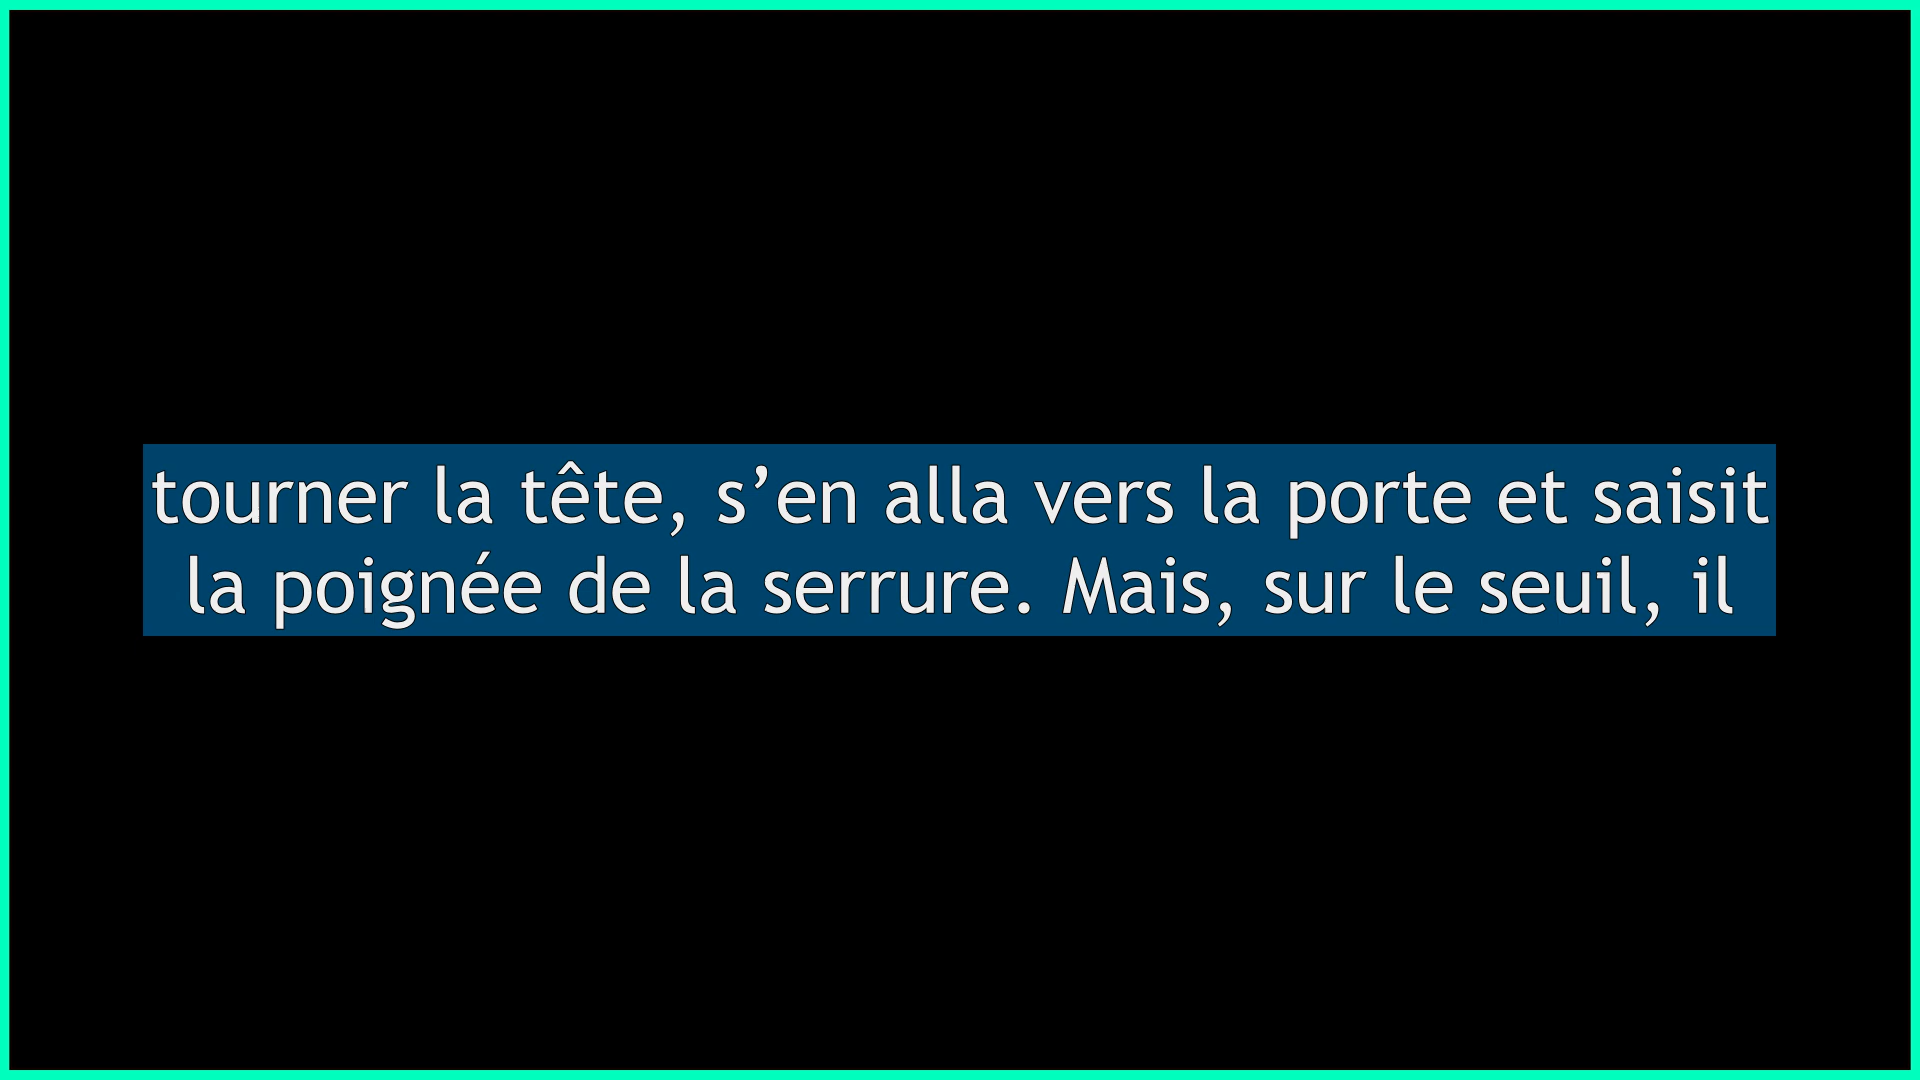 tourner la tête, s’en alla vers la porte et saisit
la poignée de la serrure. Mais, sur le seuil, il